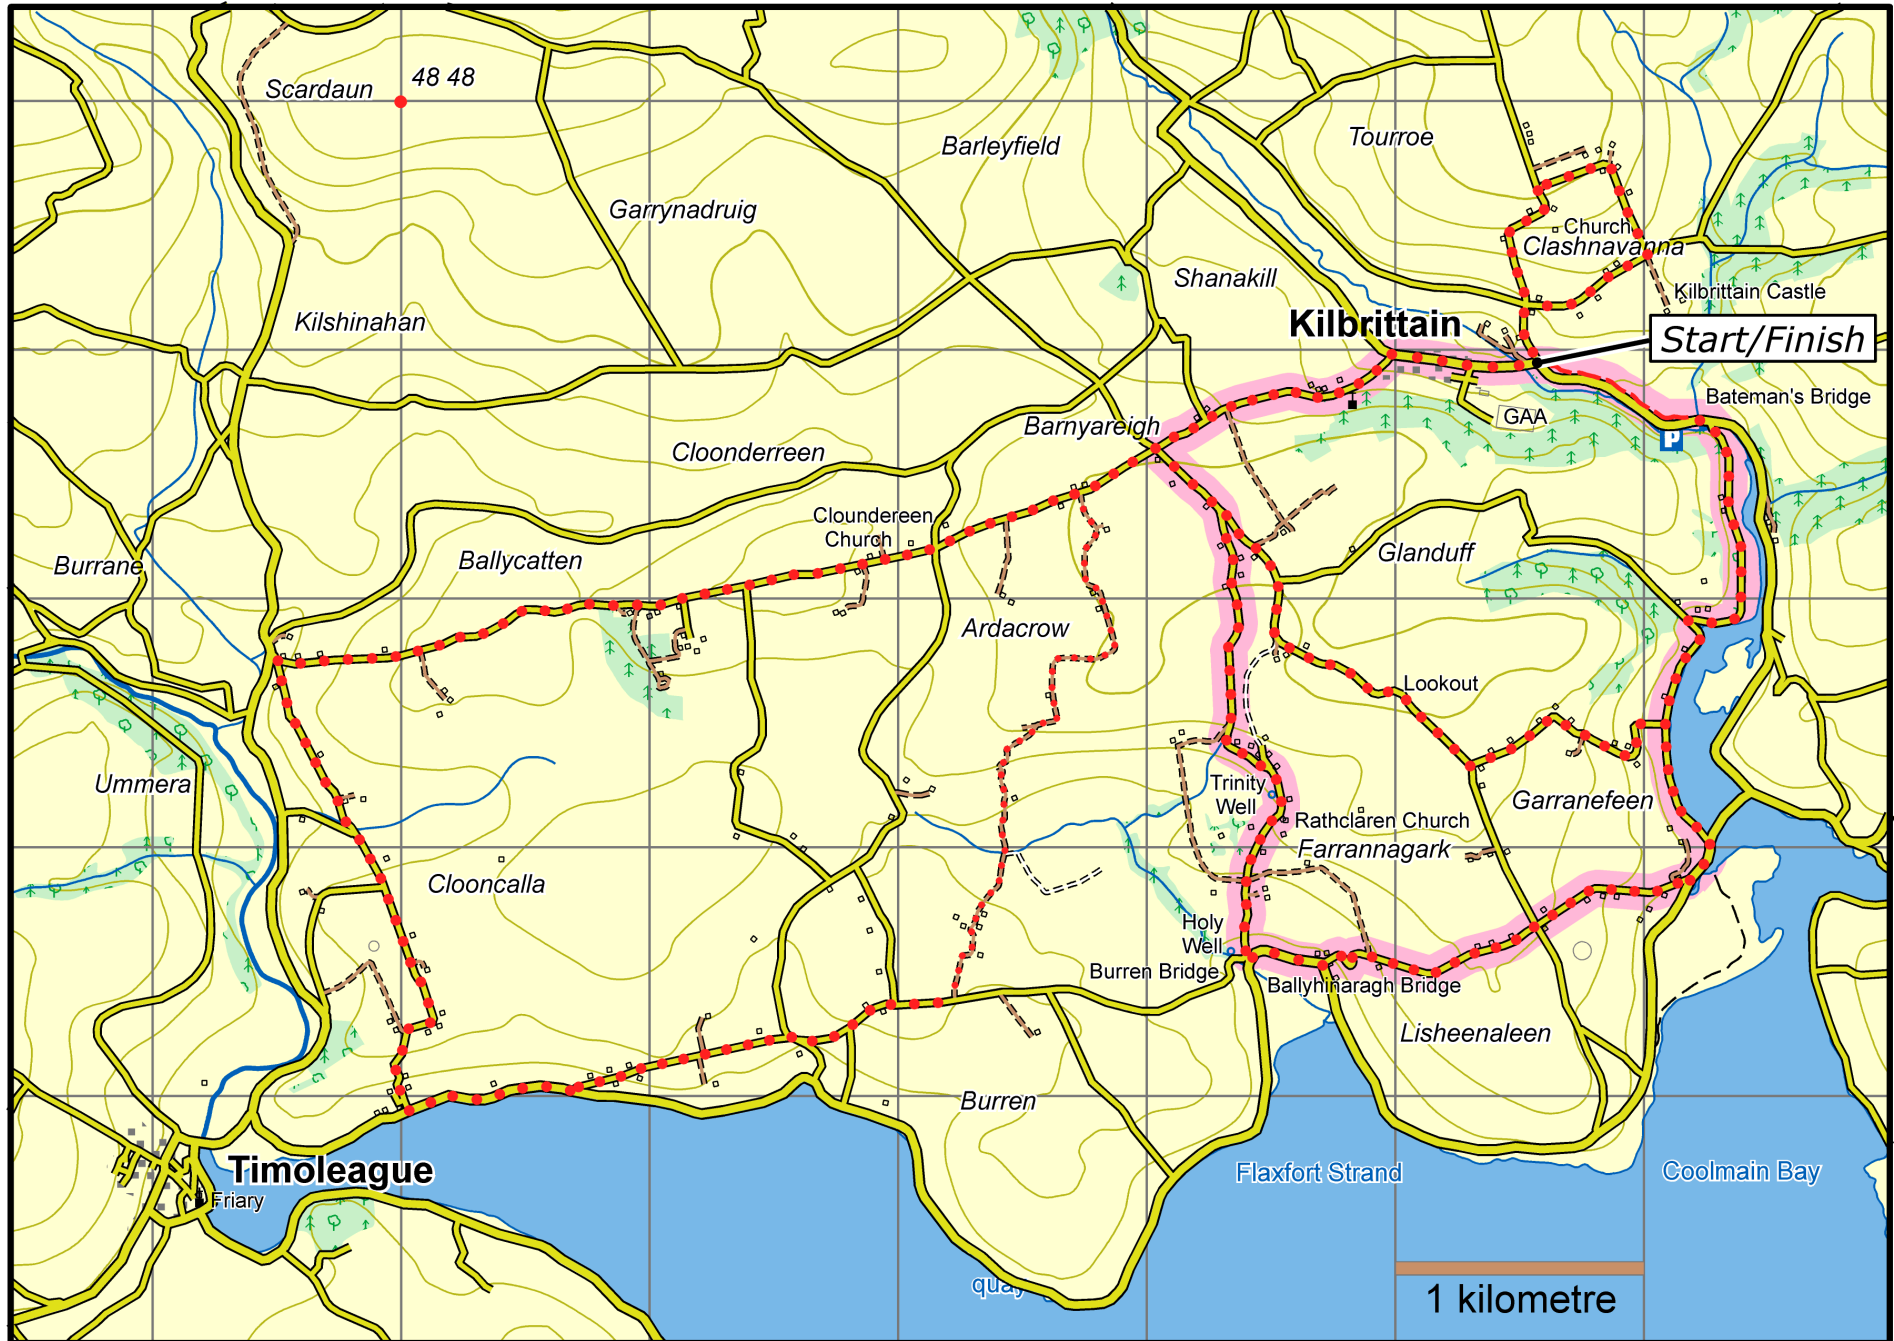 Scardaun
48 48
Barleyfield
Tourroe
Garrynadruig
Church
Clashnavanna
Shanakill
Kilbrittain Castle
Kilshinahan
Kilbrittain
Start/Finish
Bateman's Bridge
GAA
Barnyareigh
P
Cloonderreen
Cloundereen
Church
Glanduff
Burrane
Ballycatten
Ardacrow
Lookout
Ummera
Trinity
Well
Garranefeen
Rathclaren Church
Farrannagark
Clooncalla
Holy
Well
Burren Bridge
Ballyhinaragh Bridge
Lisheenaleen
Burren
Timoleague
Friary
Flaxfort Strand
Coolmain Bay
quay
1 kilometre